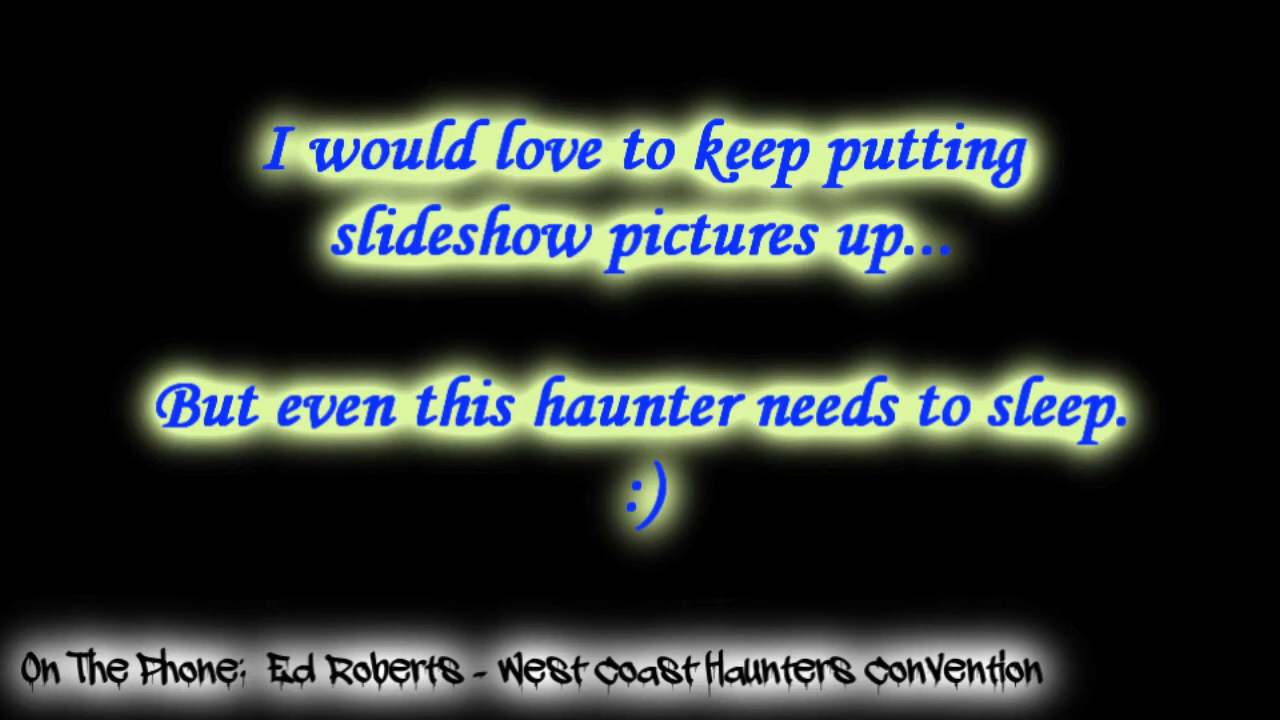 I would love to keep putting
slideshow pictures up...
But even this haunter needs to sleep.
:)
On The Phone: Ed Roberts - West Coast Haunters Convention